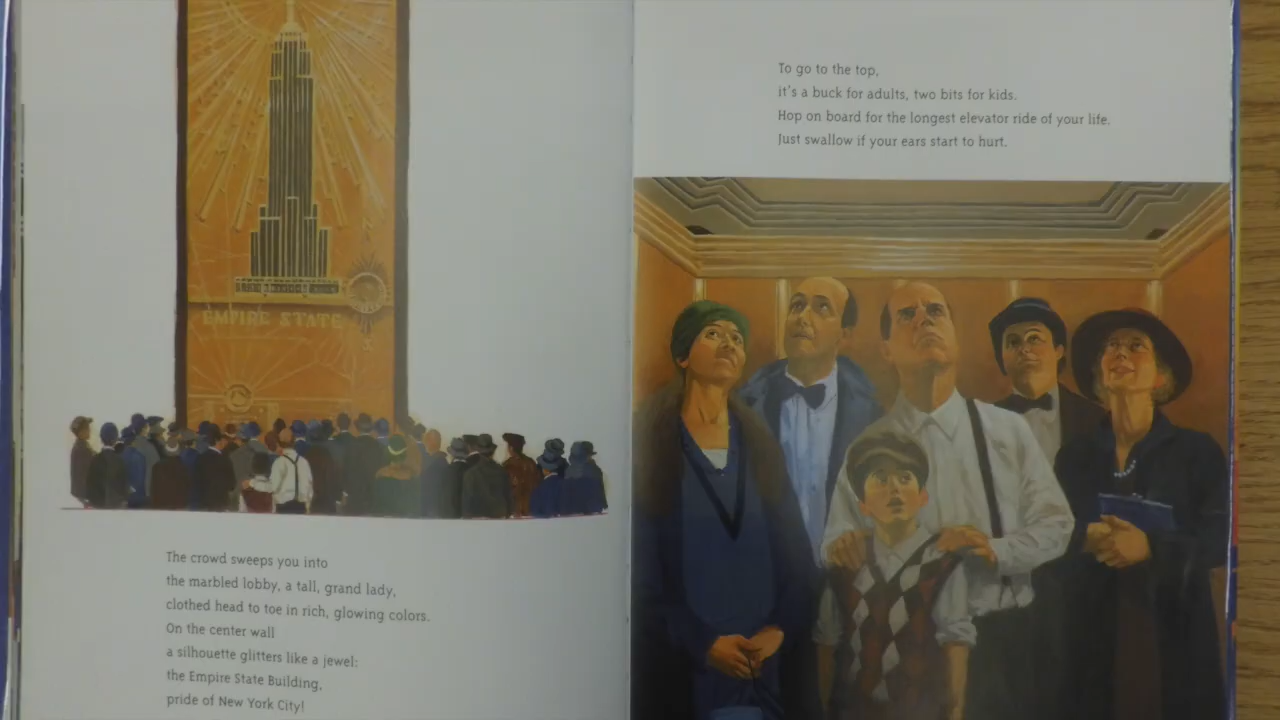 EMPIRE STATE
The crowd sweeps you into
the marbled lobby, a tall, grand lady,
clothed head to toe in rich, glowing colors.
On the center wall
a silhouette glitters like a jewel:
the Empire State Building,
pride of New York City!
To go to the top,
it's a buck for adults, two bits for kids.
Hop on board for the longest elevator ride of your life.
Just swallow if your ears start to hurt.